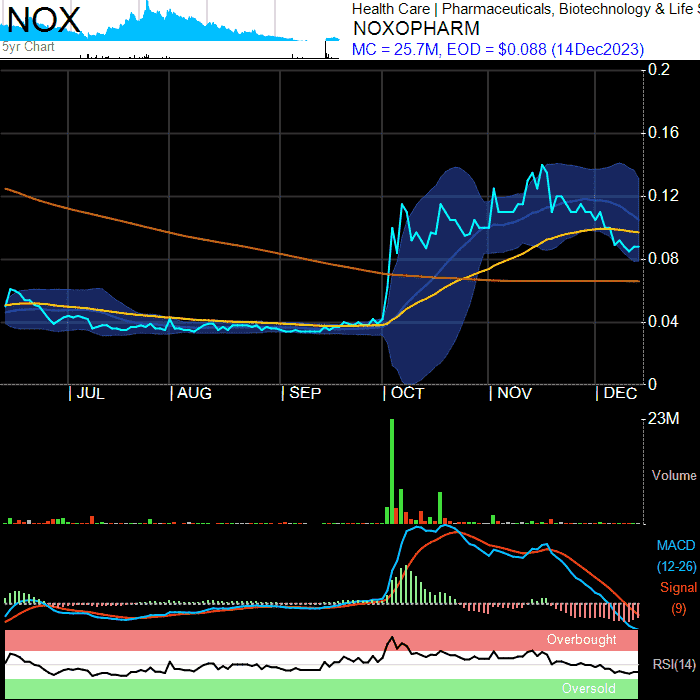 NOX
5yr Chart
Health Care | Pharmaceuticals, Biotechnology & Life S
NOXOPHARM
MC = 25.7M, EOD = $0.088 (14Dec2023)
0.2
0.16
0.12
0.08
0.04
0
| JUL | AUG | SEP | OCT | NOV | DEC
23M
Volume
MACD
(12-26)
Signal
(9)
Overbought
RSI(14)
Oversold